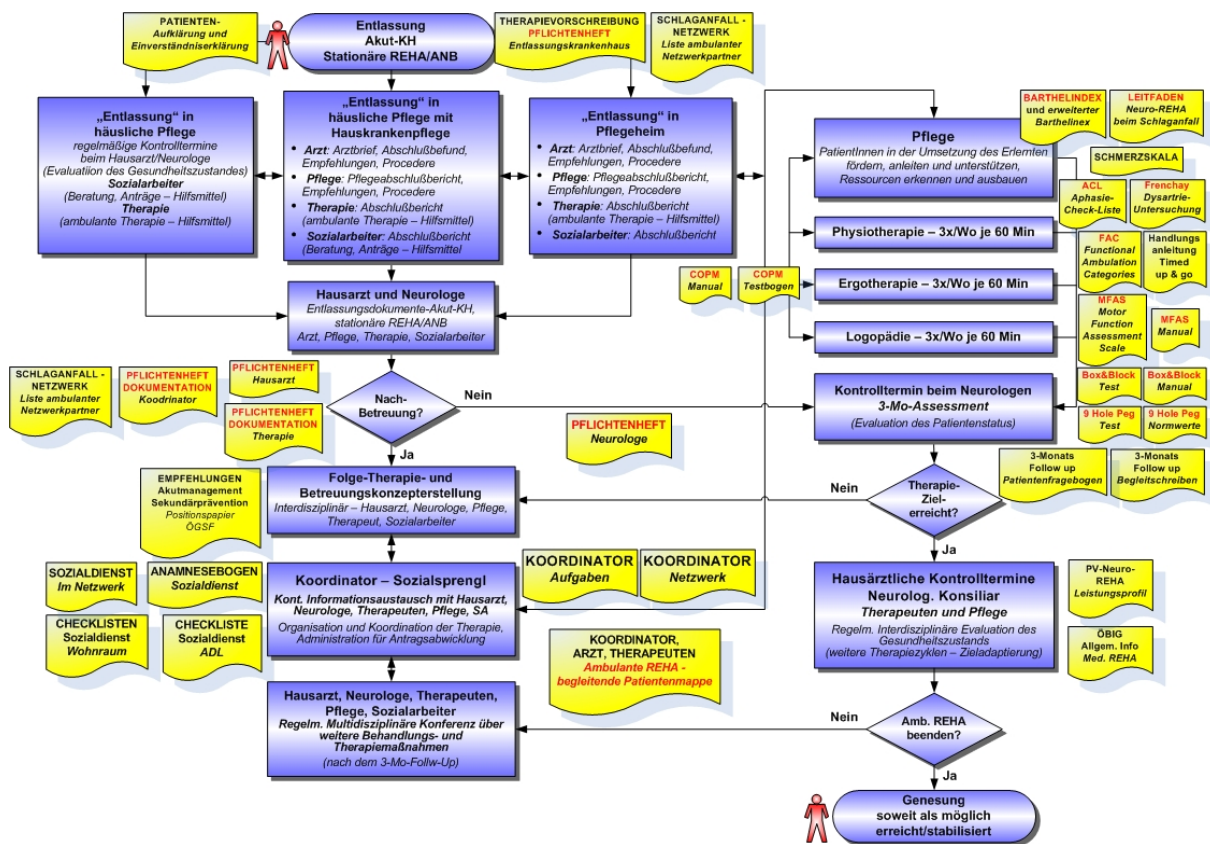 PATIENTEN-
Aufklärung und
Einverständniserklärung
Entlassung
Akut-KH
Stationäre REHA/ANB
THERAPIEVORSCHREIBUNG
PFLICHTENHEFT
Entlassungskrankenhaus
SCHLAGANFALL -
NETZWERK
Liste ambulanter
Netzwerkpartner
„Entlassung“ in
häusliche Pflege
regelmäßige Kontrolltermine
beim Hausarzt/Neurologe
(Evaluatiion des Gesundheitszustandes)
Sozialarbeiter
(Beratung, Anträge – Hilfsmittel)
Therapie
(ambulante Therapie – Hilfsmittel)
„Entlassung“ in
häusliche Pflege mit
Hauskrankenpflege
• Arzt: Arztbrief, Abschlußbefund,
Empfehlungen, Procedere
• Pflege: Pflegeabschlußbericht,
Empfehlungen, Procedere
• Therapie: Abschlußbericht
(ambulante Therapie – Hilfsmittel)
• Sozialarbeiter: Abschlußbericht
(Beratung, Anträge – Hilfsmittel)
„Entlassung“ in
Pflegeheim
• Arzt: Arztbrief, Abschlußbefund,
Empfehlungen, Procedere
• Pflege: Pflegeabschlußbericht,
Empfehlungen, Procedere
• Therapie: Abschlußbericht
(ambulante Therapie – Hilfsmittel)
• Sozialarbeiter: Abschlußbericht
Pflege
PatientInnen in der Umsetzung des Erlernten
fördern, anleiten und unterstützen,
Ressourcen erkennen und ausbauen
BARTHELINDEX
und erweiterter
Barthelinex
LEITFADEN
Neuro-REHA
beim Schlaganfall
SCHMERZSKALA
ACL
Aphasie-
Check-Liste
Frenchay
Dysartrie-
Untersuchung
Physiotherapie – 3x/Wo je 60 Min
FAC
Functional
Ambulation
Categories
Handlungs
anleitung
Timed
up & go
COPM
Manual
COPM
Testbogen
Ergotherapie – 3x/Wo je 60 Min
Logopädie – 3x/Wo je 60 Min
MFAS
Motor
Function
Assessment
Scale
MFAS
Manual
Hausarzt und Neurologe
Entlassungsdokumente-Akut-KH,
stationäre REHA/ANB
Arzt, Pflege, Therapie, Sozialarbeiter
SCHLAGANFALL -
NETZWERK
Liste ambulanter
Netzwerkpartner
PFLICHTENHEFT
DOKUMENTATION
Koodrinator
PFLICHTENHEFT
Hausarzt
PFLICHTENHEFT
DOKUMENTATION
Therapie
Nach-
Betreuung?
Nein
Ja
PFLICHTENHEFT
Neurologe
Kontrolltermin beim Neurologen
3-Mo-Assessment
(Evaluation des Patientenstatus)
Box&Block
Test
Box&Block
Manual
9 Hole Peg
Test
9 Hole Peg
Normwerte
3-Monats
Follow up
Patientenfragebogen
3-Monats
Follow up
Begleitschreiben
EMPFEHLUNGEN
Akutmanagement
Sekundärprävention
Positionspapier
ÖGSF
Folge-Therapie- und
Betreuungskonzepterstellung
Interdisziplinär – Hausarzt, Neurologe, Pflege,
Therapeut, Sozialarbeiter
Nein
Therapie-
Ziel-
erreicht?
Ja
SOZIALDIENST
Im Netzwerk
ANAMNESEBOGEN
Sozialdienst
CHECKLISTEN
Sozialdienst
Wohnraum
CHECKLISTE
Sozialdienst
ADL
Koordinator – Sozialsprengl
Kont. Informationsaustausch mit Hausarzt,
Neurologe, Therapeuten, Pflege, SA
Organisation und Koordination der Therapie,
Administration für Antragsabwicklung
KOORDINATOR
Aufgaben
KOORDINATOR
Netzwerk
Hausärztliche Kontrolltermine
Neurolog. Konsiliar
Therapeuten und Pflege
Regelm. Interdisziplinäre Evaluation des
Gesundheitszustands
(weitere Therapiezyklen – Zieladaptierung)
PV-Neuro-
REHA
Leistungsprofil
ÖBIG
Allgem. Info
Med. REHA
KOORDINATOR,
ARZT, THERAPEUTEN
Ambulante REHA -
begleitende Patientenmappe
Hausarzt, Neurologe, Therapeuten,
Pflege, Sozialarbeiter
Regelm. Multidisziplinäre Konferenz über
weitere Behandlungs- und
Therapiemaßnahmen
(nach dem 3-Mo-Follw-Up)
Nein
Amb. REHA
beenden?
Ja
Genesung
soweit als möglich
erreicht/stabilisiert